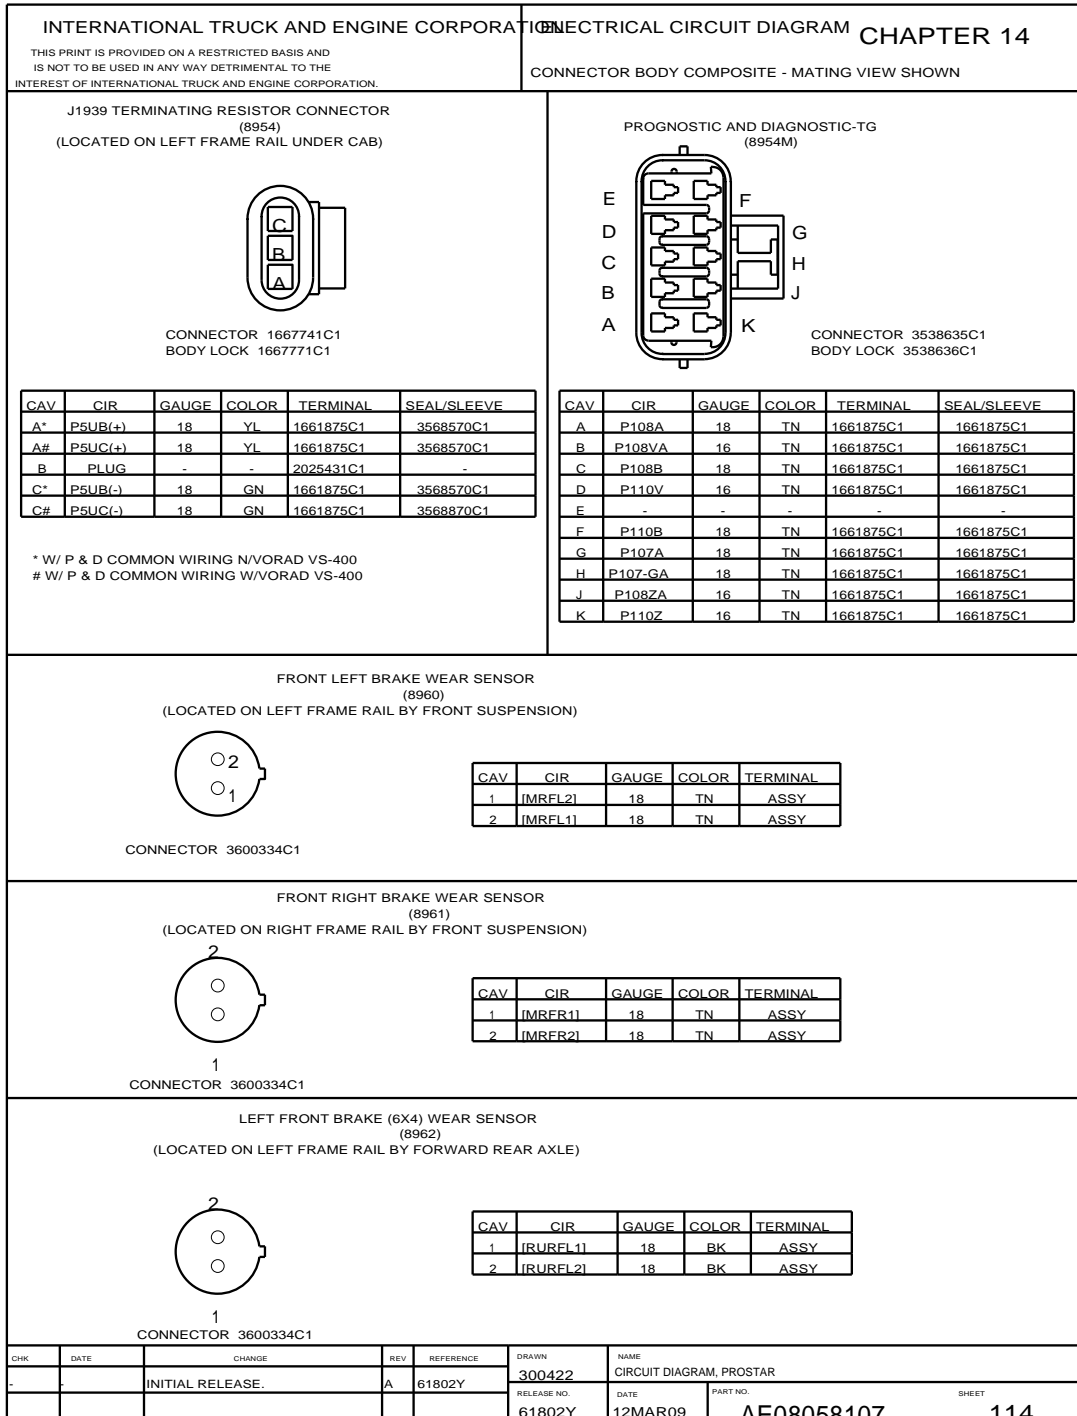 INTERNATIONAL TRUCK AND ENGINE CORPORATION
THIS PRINT IS PROVIDED ON A RESTRICTED BASIS AND
IS NOT TO BE USED IN ANY WAY DETRIMENTAL TO THE
INTEREST OF INTERNATIONAL TRUCK AND ENGINE CORPORATION.
ELECTRICAL CIRCUIT DIAGRAM CHAPTER 14
CONNECTOR BODY COMPOSITE - MATING VIEW SHOWN
J1939 TERMINATING RESISTOR CONNECTOR
(8954)
(LOCATED ON LEFT FRAME RAIL UNDER CAB)
C
B
A
CONNECTOR 1667741C1
BODY LOCK 1667771C1
CAV CIR GAUGE COLOR TERMINAL SEAL/SLEEVE
A* P5UB(+) 18 YL 1661875C1 3568570C1
A# P5UC(+) 18 YL 1661875C1 3568570C1
B PLUG - - 2025431C1 -
C* P5UB(-) 18 GN 1661875C1 3568570C1
C# P5UC(-) 18 GN 1661875C1 3568870C1
* W/ P & D COMMON WIRING N/VORAD VS-400
# W/ P & D COMMON WIRING W/VORAD VS-400
PROGNOSTIC AND DIAGNOSTIC-TG
(8954M)
E
F
D
G
C
H
B
J
A
K
CONNECTOR 3538635C1
BODY LOCK 3538636C1
CAV CIR GAUGE COLOR TERMINAL SEAL/SLEEVE
A P108A 18 TN 1661875C1 1661875C1
B P108VA 16 TN 1661875C1 1661875C1
C P108B 18 TN 1661875C1 1661875C1
D P110V 16 TN 1661875C1 1661875C1
E - - - - -
F P110B 18 TN 1661875C1 1661875C1
G P107A 18 TN 1661875C1 1661875C1
H P107-GA 18 TN 1661875C1 1661875C1
J P108ZA 16 TN 1661875C1 1661875C1
K P110Z 16 TN 1661875C1 1661875C1
FRONT LEFT BRAKE WEAR SENSOR
(8960)
(LOCATED ON LEFT FRAME RAIL BY FRONT SUSPENSION)
2
1
CONNECTOR 3600334C1
CAV CIR GAUGE COLOR TERMINAL
1 [MRFL2] 18 TN ASSY
2 [MRFL1] 18 TN ASSY
FRONT RIGHT BRAKE WEAR SENSOR
(8961)
(LOCATED ON RIGHT FRAME RAIL BY FRONT SUSPENSION)
2
1
CONNECTOR 3600334C1
CAV CIR GAUGE COLOR TERMINAL
1 [MRFR1] 18 TN ASSY
2 [MRFR2] 18 TN ASSY
LEFT FRONT BRAKE (6X4) WEAR SENSOR
(8962)
(LOCATED ON LEFT FRAME RAIL BY FORWARD REAR AXLE)
2
1
CONNECTOR 3600334C1
CAV CIR GAUGE COLOR TERMINAL
1 [RURFL1] 18 BK ASSY
2 [RURFL2] 18 BK ASSY
CHK DATE CHANGE REV REFERENCE
- - INITIAL RELEASE. A 61802Y
DRAWN
300422
NAME
CIRCUIT DIAGRAM, PROSTAR
RELEASE NO.
61802Y
DATE
12MAR09
PART NO.
AE08058107
SHEET
114